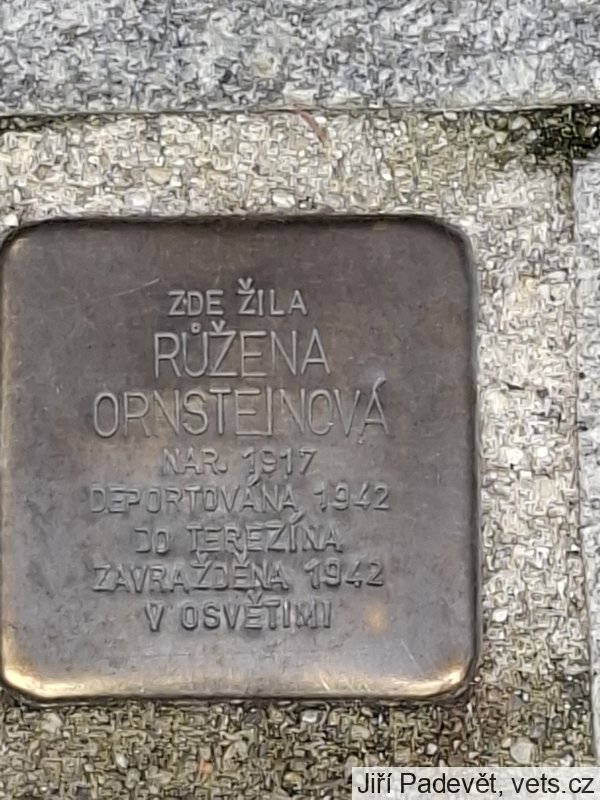 ZDE ŽILA
RŮŽENA
ORNSTEINOVÁ
NAR. 1917
DEPORTOVÁNA 1942
DO TEREZÍNA
ZAVRAŽDĚNA 1942
V OSVĚTIMI
Jiří Padevět, vets.cz